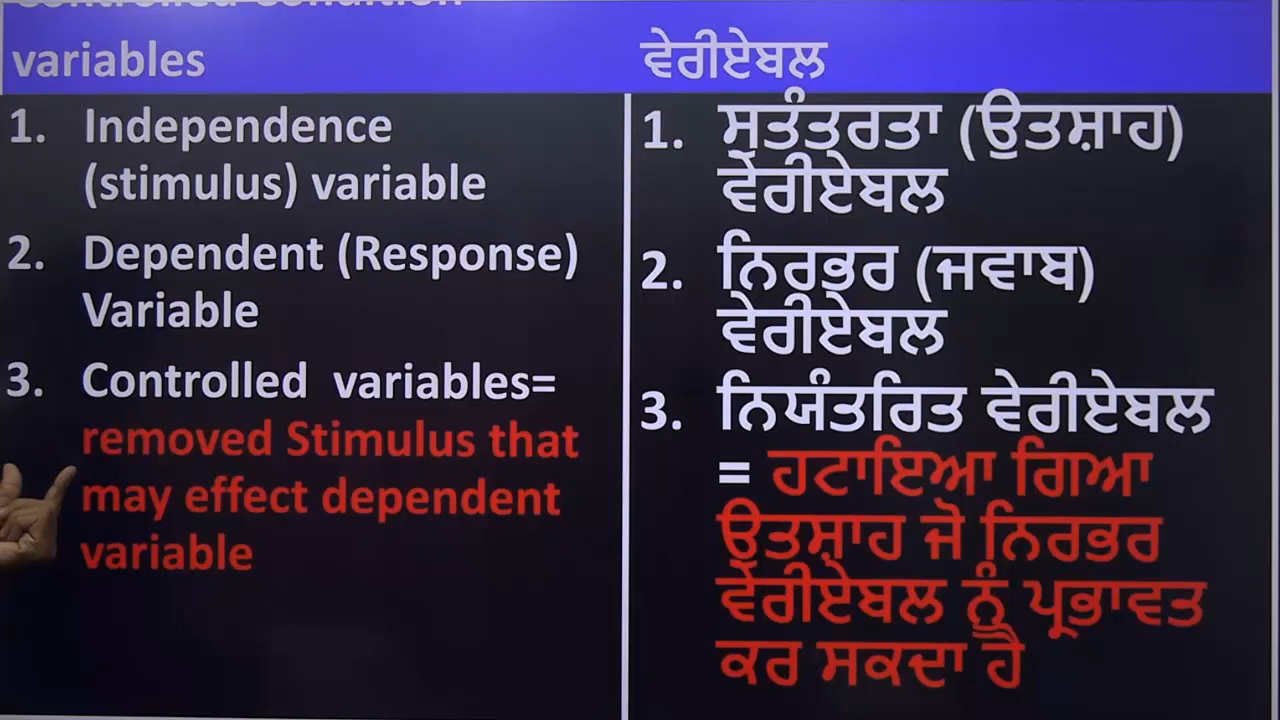 controlled condition
variables
1. Independence
(stimulus) variable
2. Dependent (Response)
Variable
3. Controlled variables=
removed Stimulus that
may effect dependent
variable
ਵੇਰੀਏਬਲ
1. ਸੁਤੰਤਰਤਾ (ਉਤਸ਼ਾਹ)
ਵੇਰੀਏਬਲ
2. ਨਿਰਭਰ (ਜਵਾਬ)
ਵੇਰੀਏਬਲ
3. ਨਿਯੰਤਰਿਤ ਵੇਰੀਏਬਲ
= ਹਟਾਇਆ ਗਿਆ
ਉਤਸ਼ਾਹ ਜੋ ਨਿਰਭਰ
ਵੇਰੀਏਬਲ ਨੂੰ ਪ੍ਰਭਾਵਤ
ਕਰ ਸਕਦਾ ਹੈ